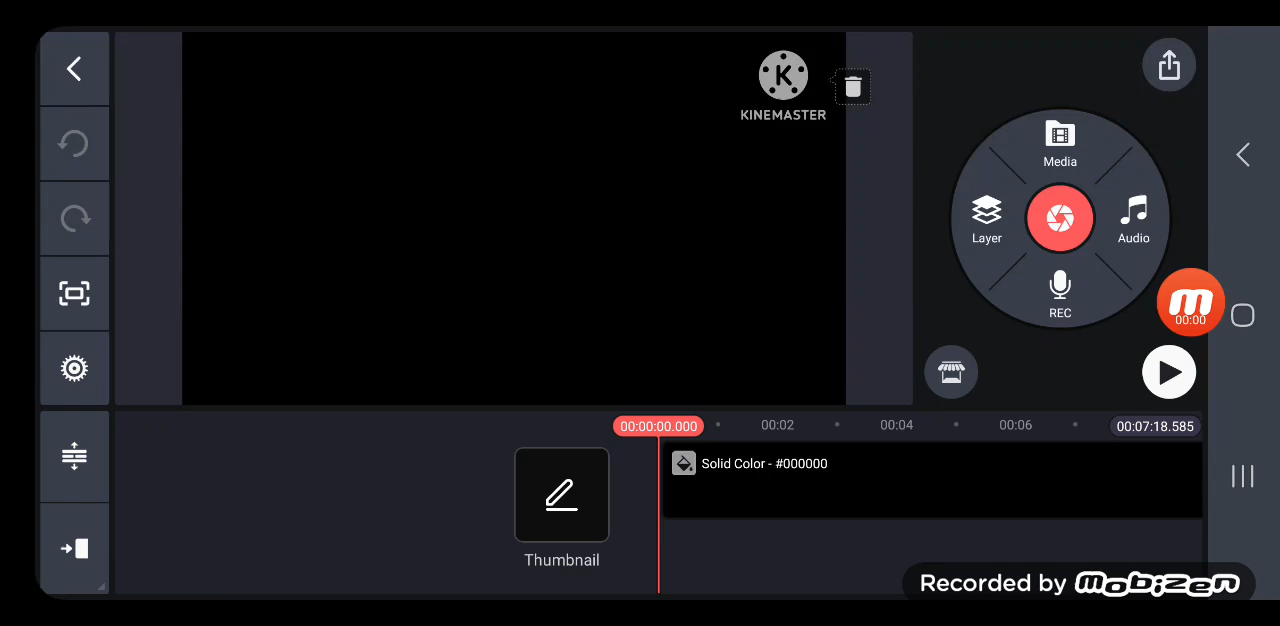 K
KINEMASTER
Media
Layer
Audio
REC
m
00:00
00:00:00.000
00:02
00:04
00:06
00:07:18.585
Solid Color - #000000
Thumbnail
Recorded by mobizen